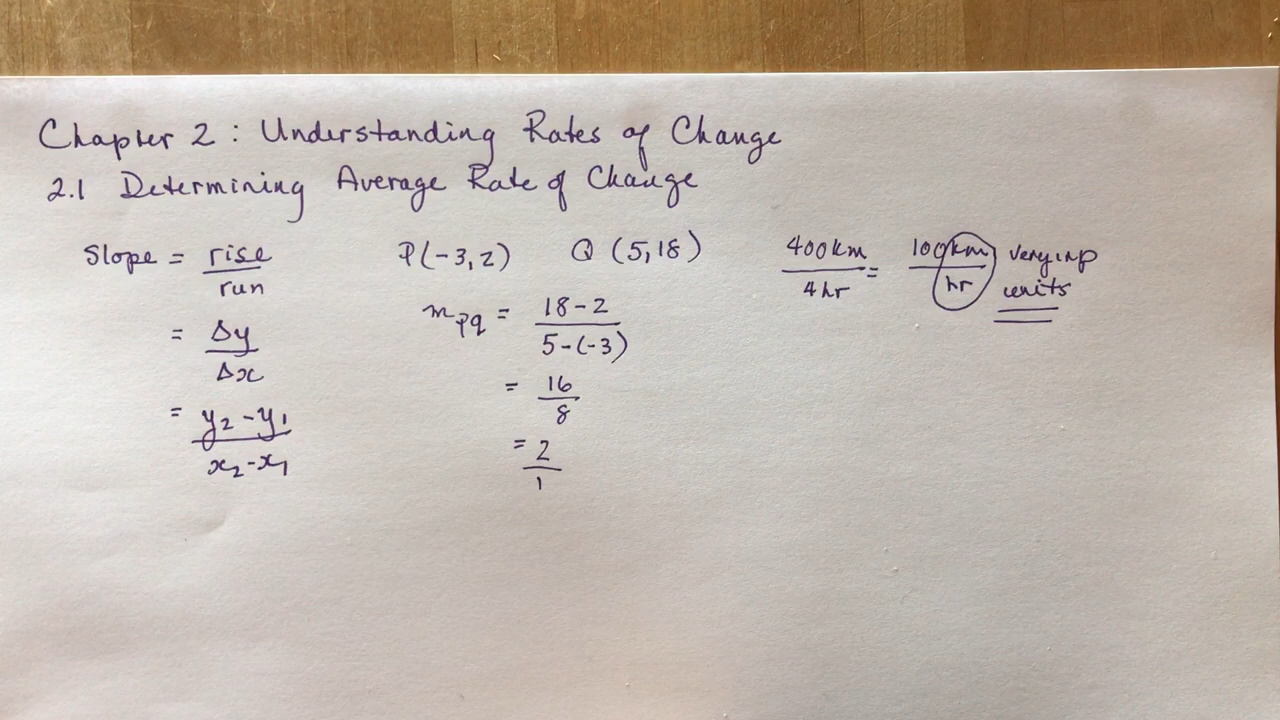 Chapter 2 : Understanding Rates of Change
2.1 Determining Average Rate of Change
Slope = rise
run
= Δy
Δx
= y₂-y₁
x₂-x₁
P(-3,2) Q (5,18)
m PQ = 18-2
5-(-3)
= 16
8
= 2
1
400km
4hr
= 100km
hr
units